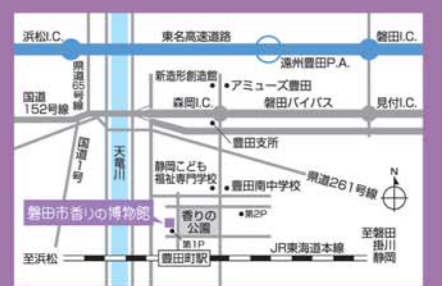 浜松I.C.
東名高速道路
磐田I.C.
遠州豊田P.A.
県道65号線
新造形創造館
アミューズ豊田
国道
152号線
森岡I.C.
磐田バイパス
見付I.C.
国道1号
天竜川
豊田支所
静岡こども
福祉専門学校
豊田南中学校
県道261号線
N
磐田市香りの博物館
香りの
公園
第2P
第1P
至浜松
豊田町駅
JR東海道本線
至磐田
掛川
静岡